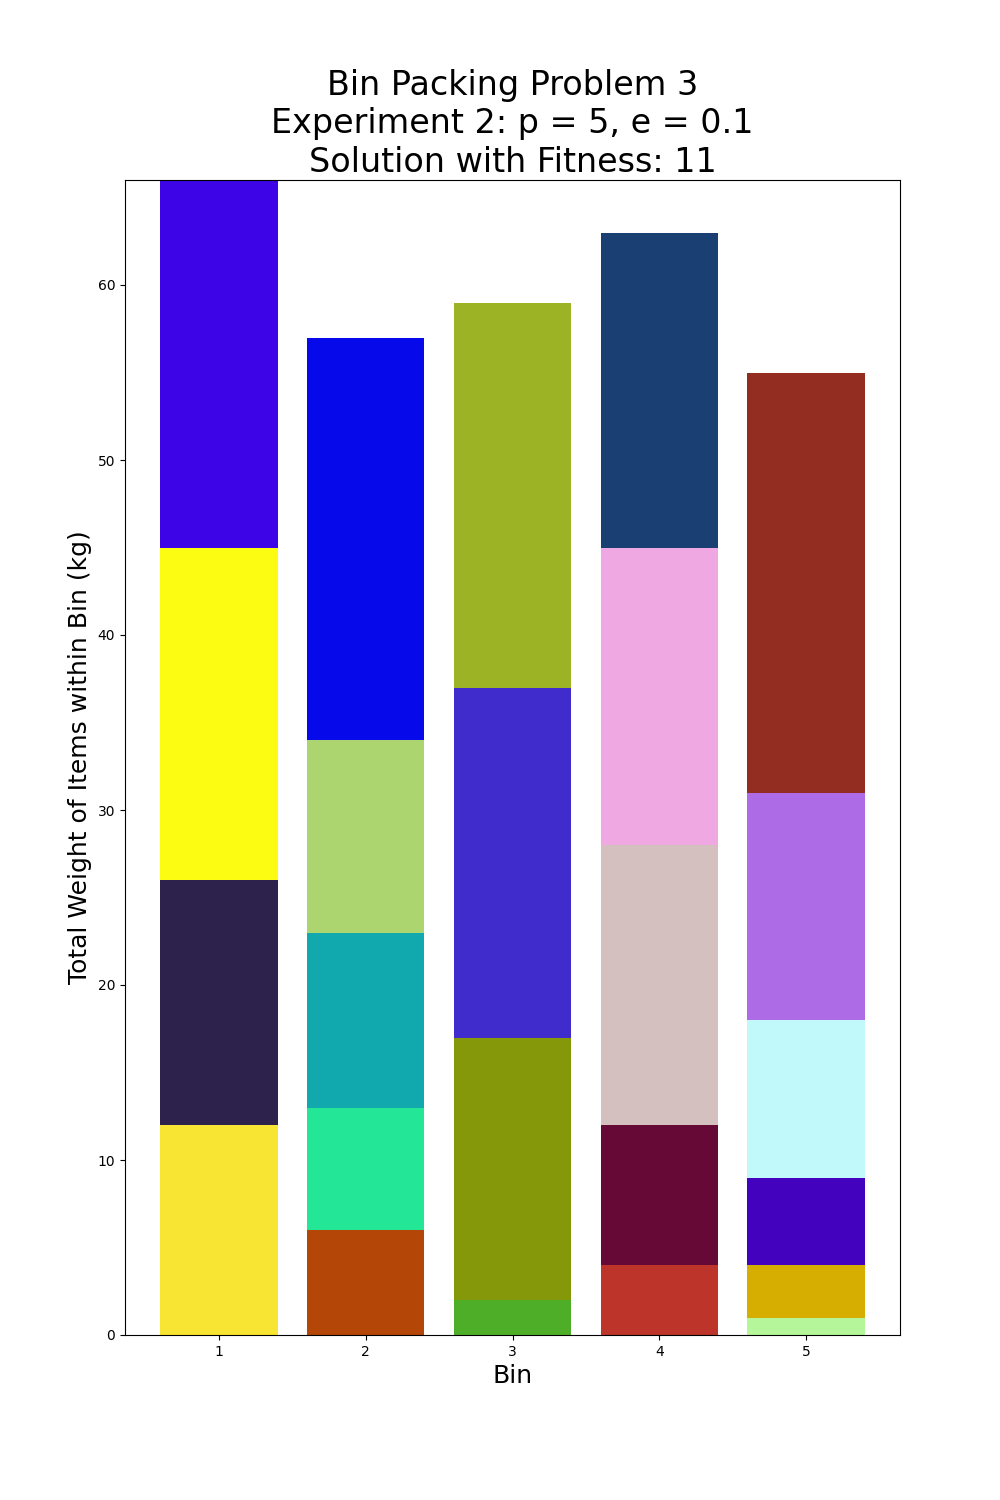 Bin Packing Problem 3
Experiment 2: p = 5, e = 0.1
Solution with Fitness: 11
Total Weight of Items within Bin (kg)
60
50
40
30
20
10
0
1 2 3 4 5
Bin